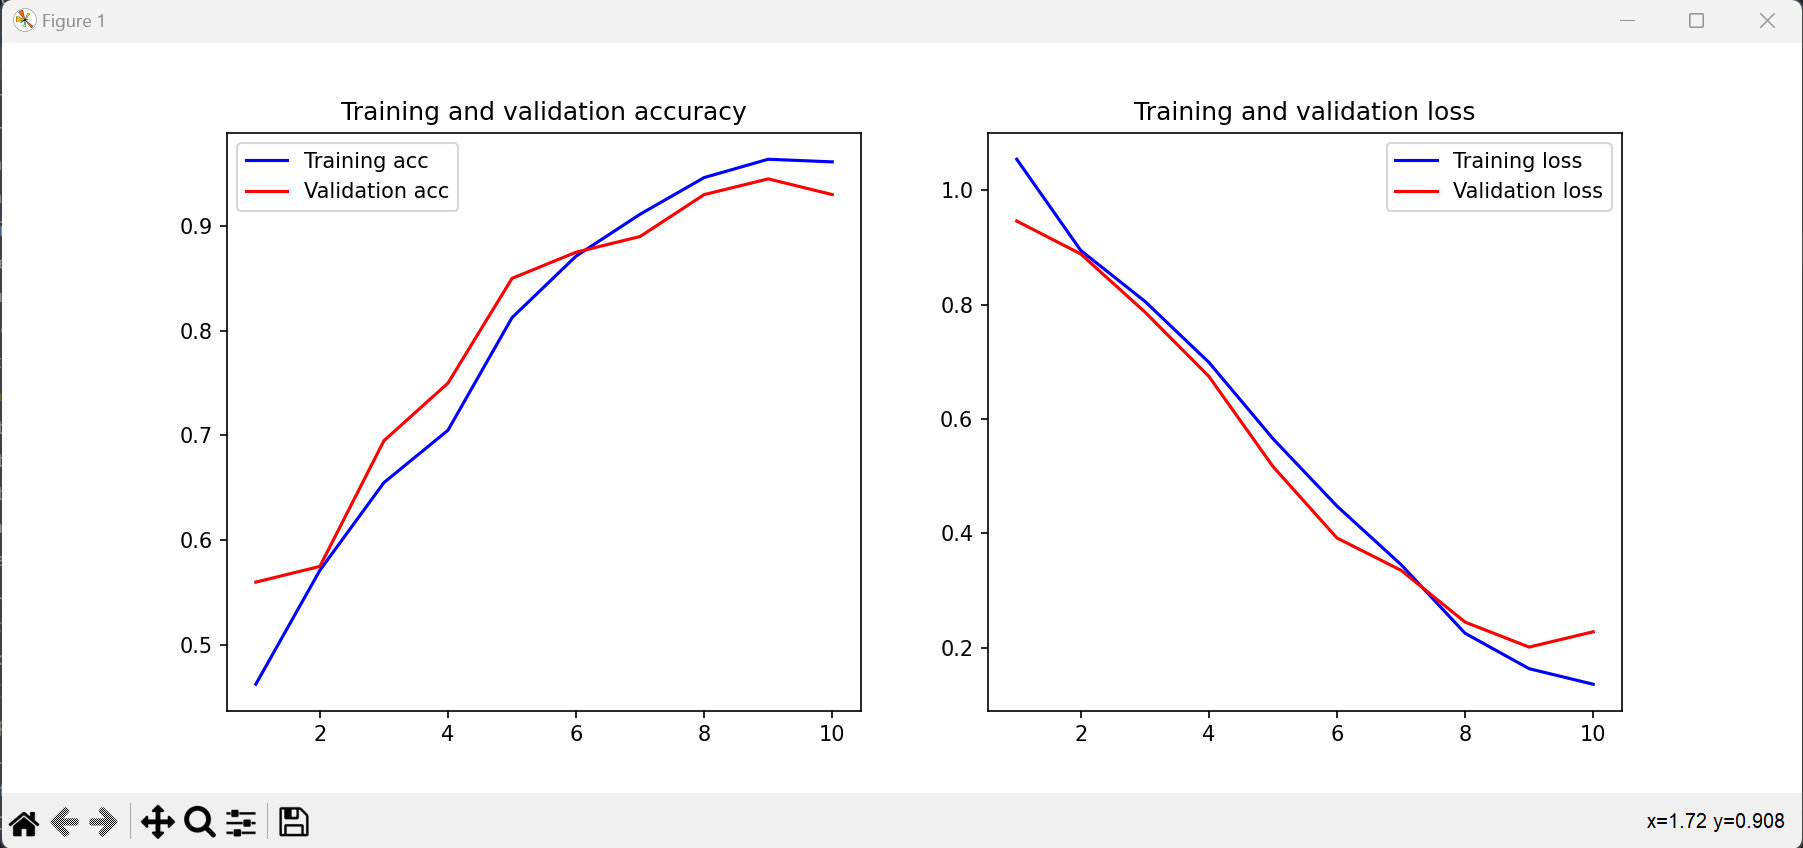 Figure 1
Training and validation accuracy
Training acc
Validation acc
0.9
0.8
0.7
0.6
0.5
2 4 6 8 10
Training and validation loss
Training loss
Validation loss
1.0
0.8
0.6
0.4
0.2
2 4 6 8 10
x=1.72 y=0.908